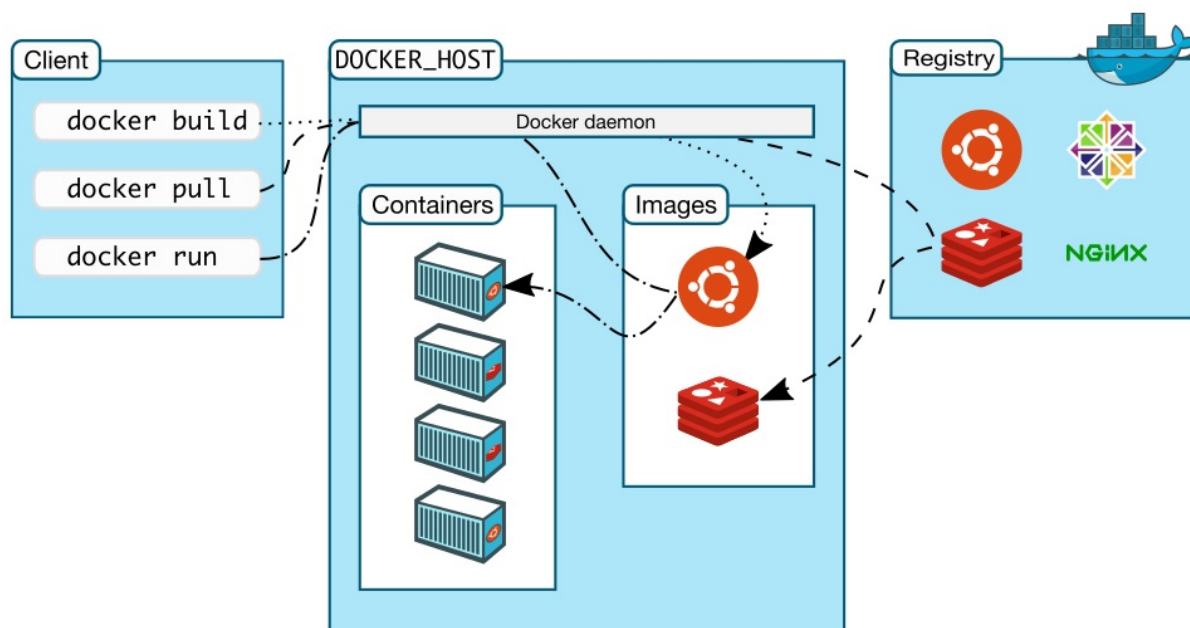 Client
docker build
docker pull
docker run
DOCKER_HOST
Docker daemon
Containers
Images
Registry
NGINX